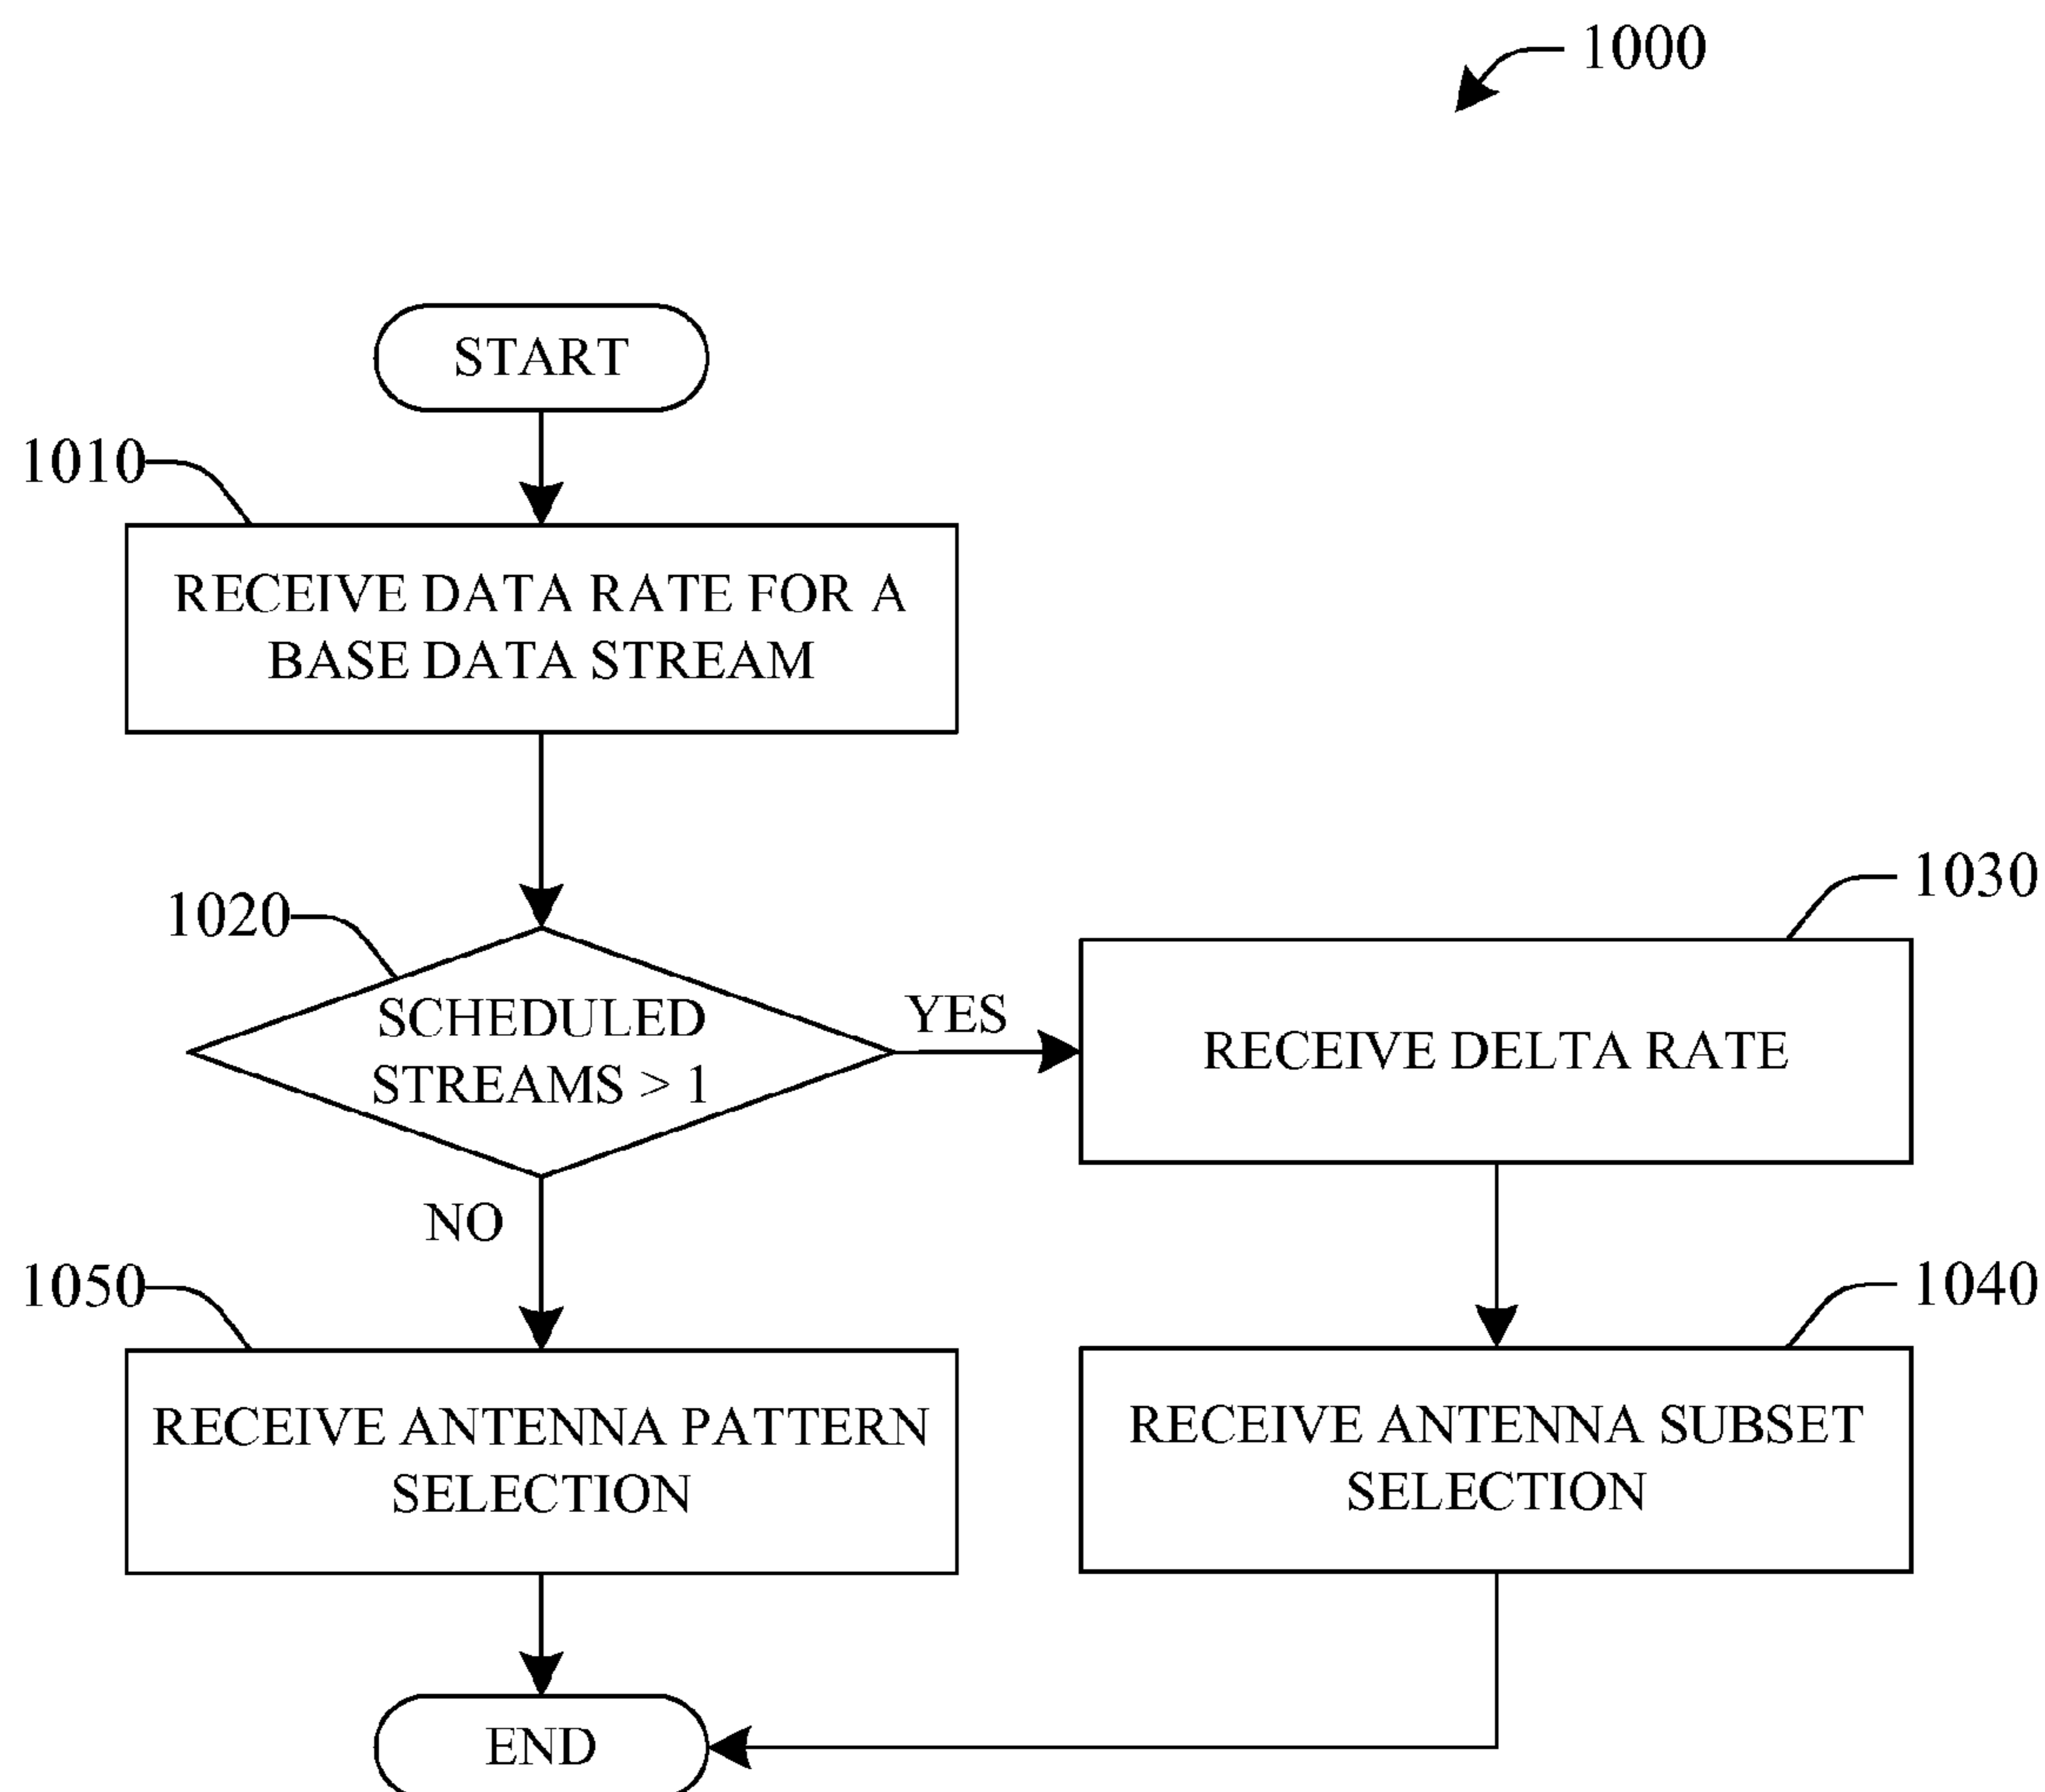 1000
START
1010
RECEIVE DATA RATE FOR A
BASE DATA STREAM
1020
SCHEDULED
STREAMS > 1
YES
1030
RECEIVE DELTA RATE
NO
1050
RECEIVE ANTENNA PATTERN
SELECTION
1040
RECEIVE ANTENNA SUBSET
SELECTION
END